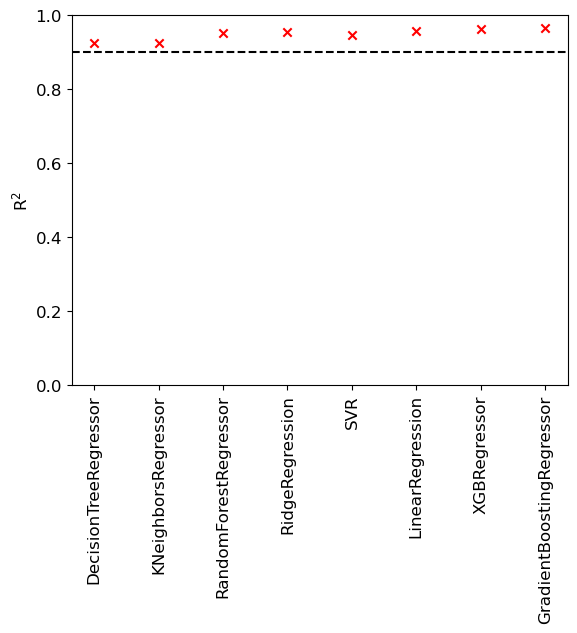 1.0
0.8
0.6
0.4
0.2
0.0
R²
DecisionTreeRegressor
KNeighborsRegressor
RandomForestRegressor
RidgeRegression
SVR
LinearRegression
XGBRegressor
GradientBoostingRegressor